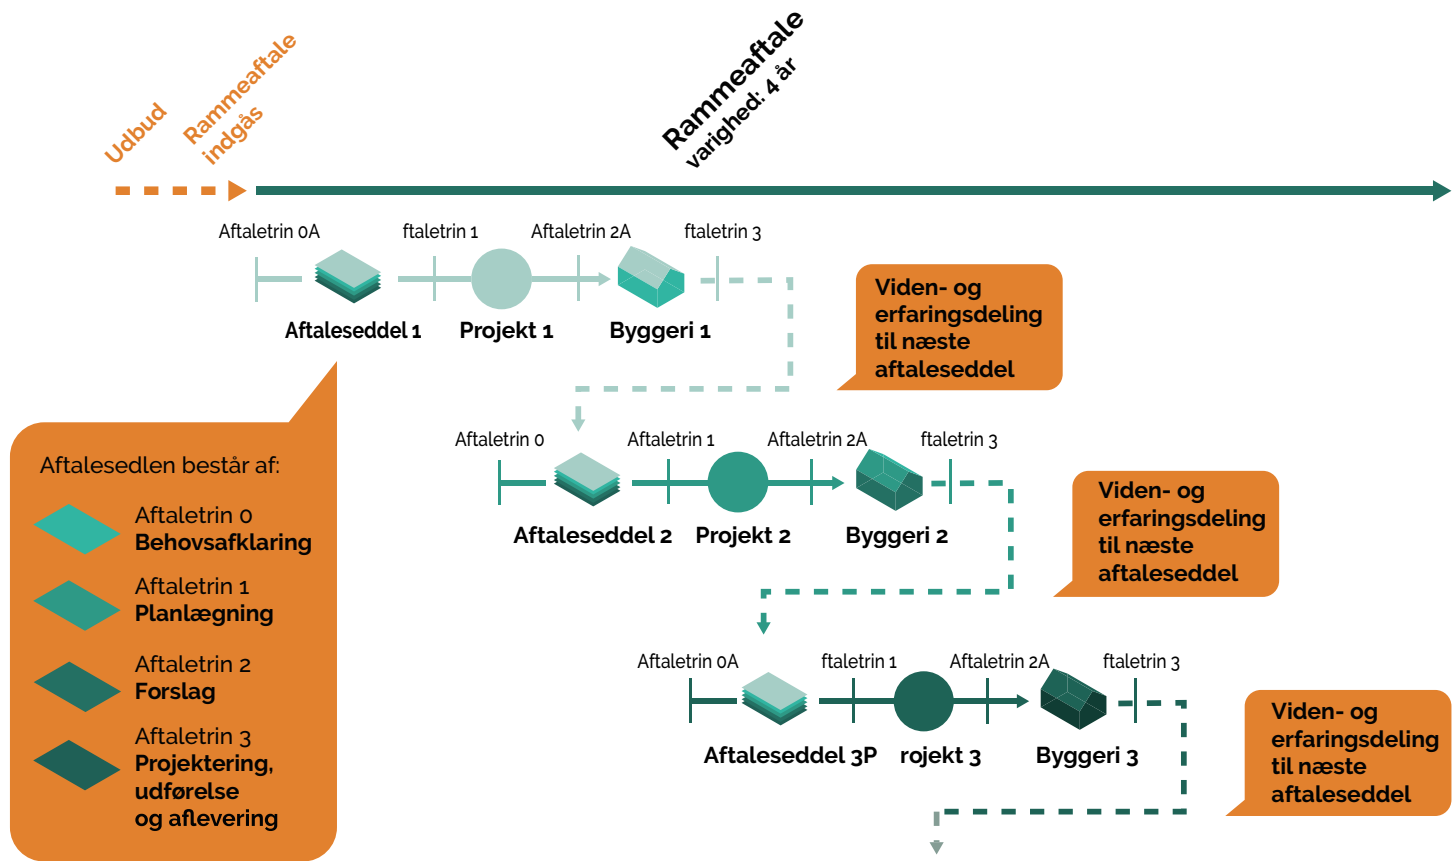 Udbud
Rammeaftale
indgås
Rammeaftale
varighed: 4 år
Aftaletrin 0A
ftaletrin 1
Aftaletrin 2A
ftaletrin 3
Aftaleseddel 1
Projekt 1
Byggeri 1
Viden- og
erfaringsdeling
til næste
aftaleseddel
Aftalesedlen består af:
Aftaletrin 0
Behovsafklaring
Aftaletrin 1
Planlægning
Aftaletrin 2
Forslag
Aftaletrin 3
Projektering,
udførelse
og aflevering
Aftaletrin 0
Aftaletrin 1
Aftaletrin 2A
ftaletrin 3
Aftaleseddel 2
Projekt 2
Byggeri 2
Viden- og
erfaringsdeling
til næste
aftaleseddel
Aftaletrin 0A
ftaletrin 1
Aftaletrin 2A
ftaletrin 3
Aftaleseddel 3P
rojekt 3
Byggeri 3
Viden- og
erfaringsdeling
til næste
aftaleseddel